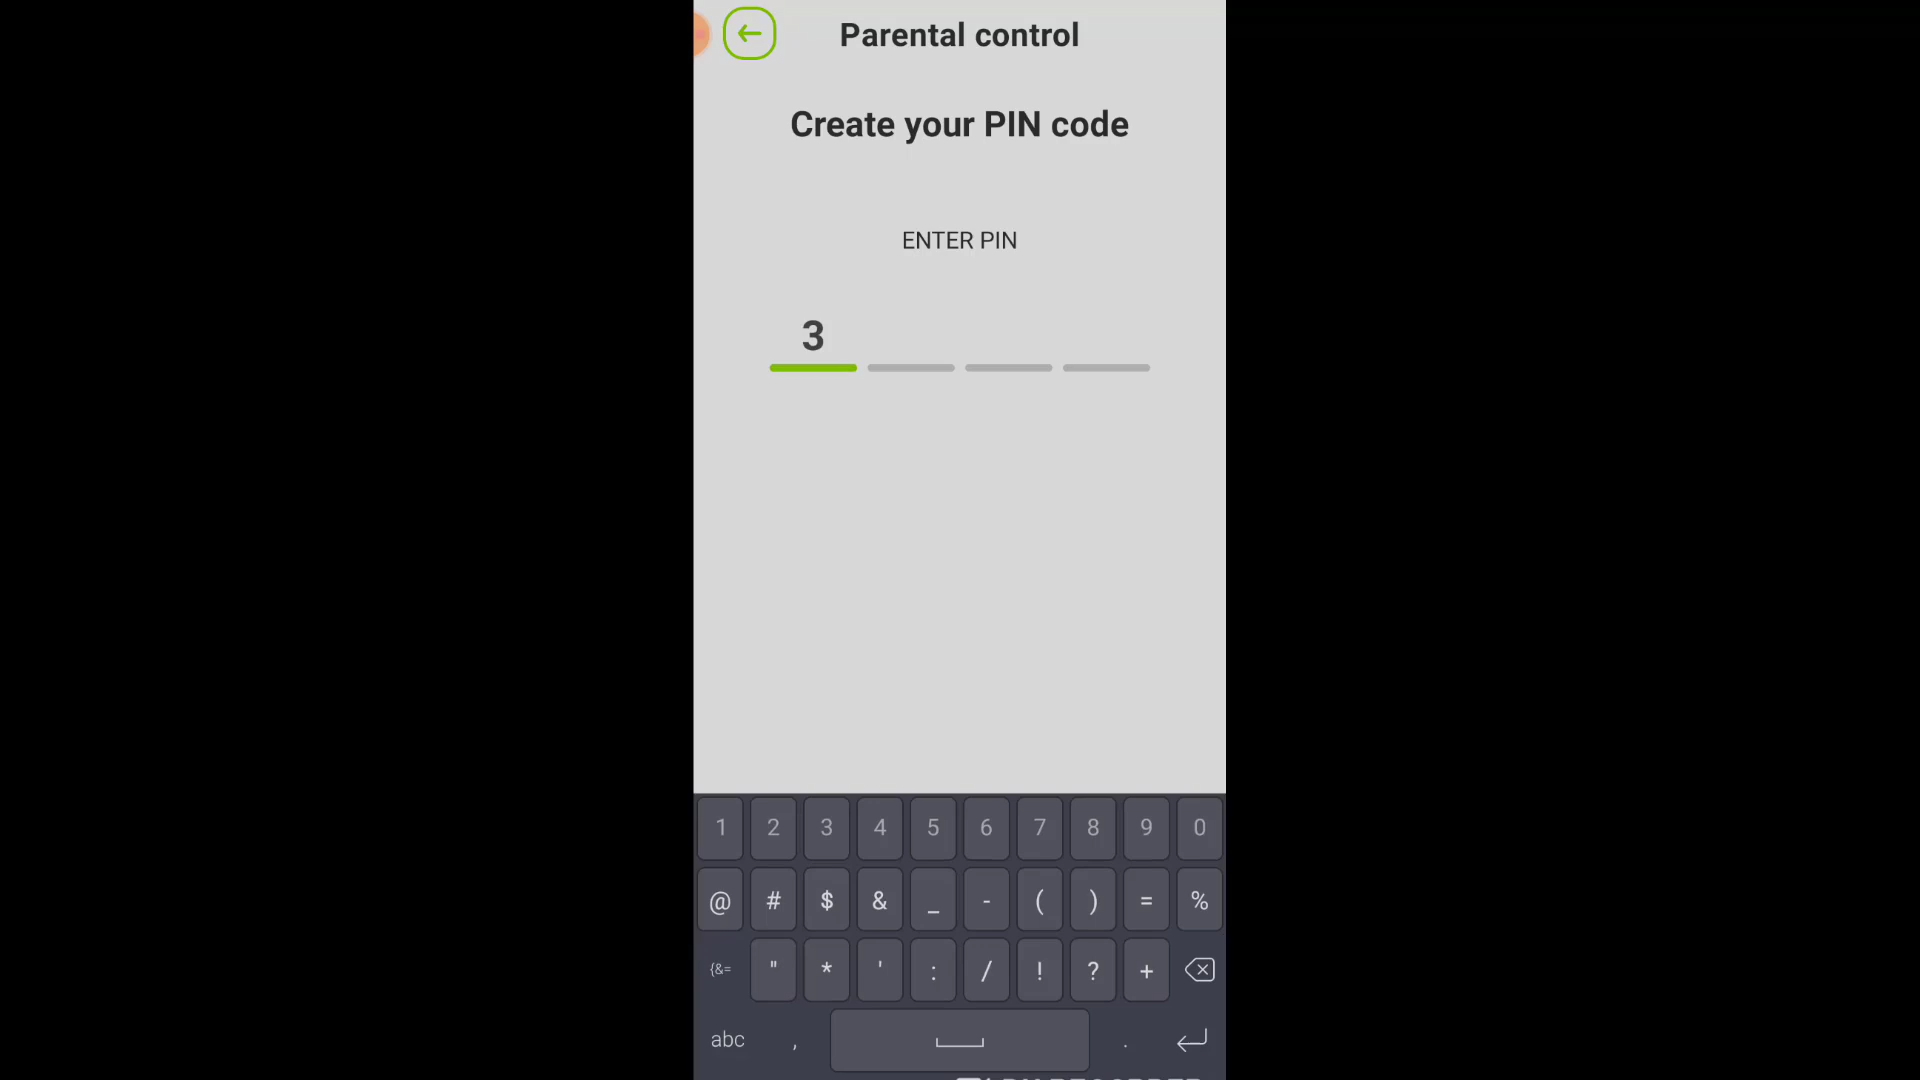 Parental control
Create your PIN code
ENTER PIN
3
1 2 3 4 5 6 7 8 9 0
@ # $ & _ - ( ) = %
{&= " * ' : / ! ? +
abc , .